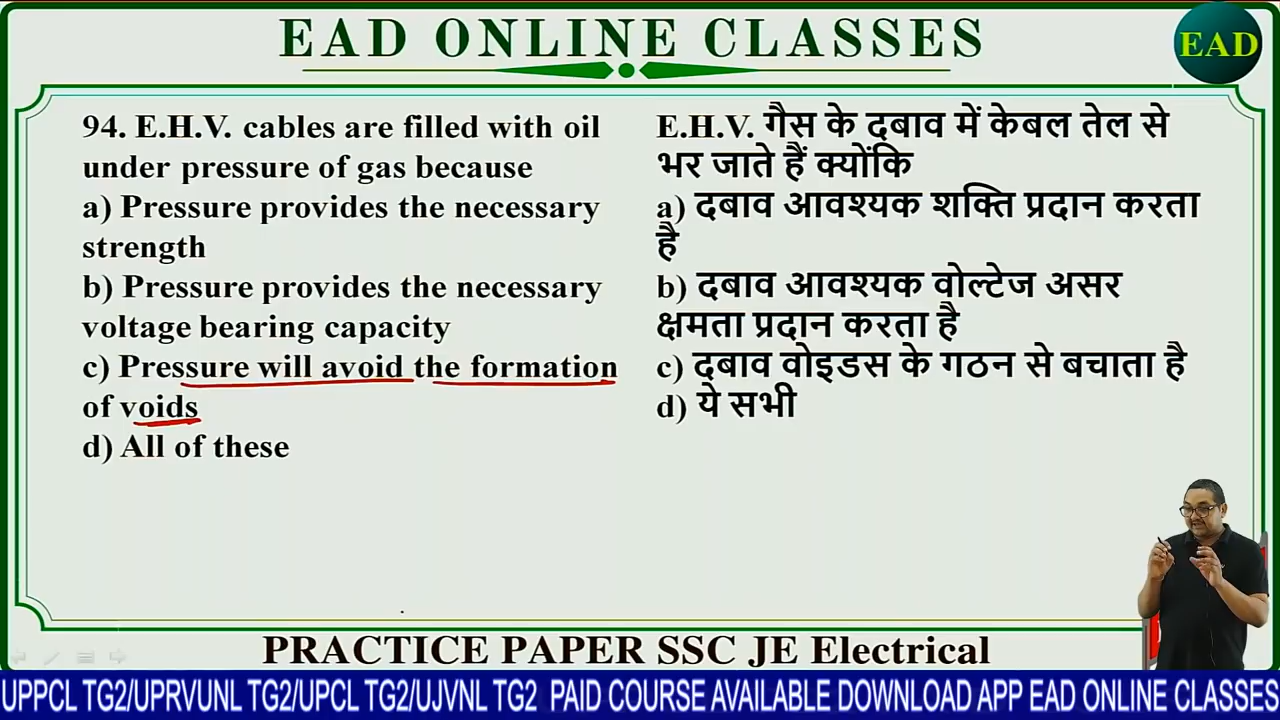 EAD ONLINE CLASSES
EAD
94. E.H.V. cables are filled with oil
under pressure of gas because
a) Pressure provides the necessary
strength
b) Pressure provides the necessary
voltage bearing capacity
c) Pressure will avoid the formation
of voids
d) All of these
E.H.V. गैस के दबाव में केबल तेल से
भर जाते हैं क्योंकि
a) दबाव आवश्यक शक्ति प्रदान करता
है
b) दबाव आवश्यक वोल्टेज असर
क्षमता प्रदान करता है
c) दबाव वोइडस के गठन से बचाता है
d) ये सभी
PRACTICE PAPER SSC JE Electrical
UPPCL TG2/UPRVUNL TG2/UPCL TG2/UJVNL TG2 PAID COURSE AVAILABLE DOWNLOAD APP EAD ONLINE CLASSES